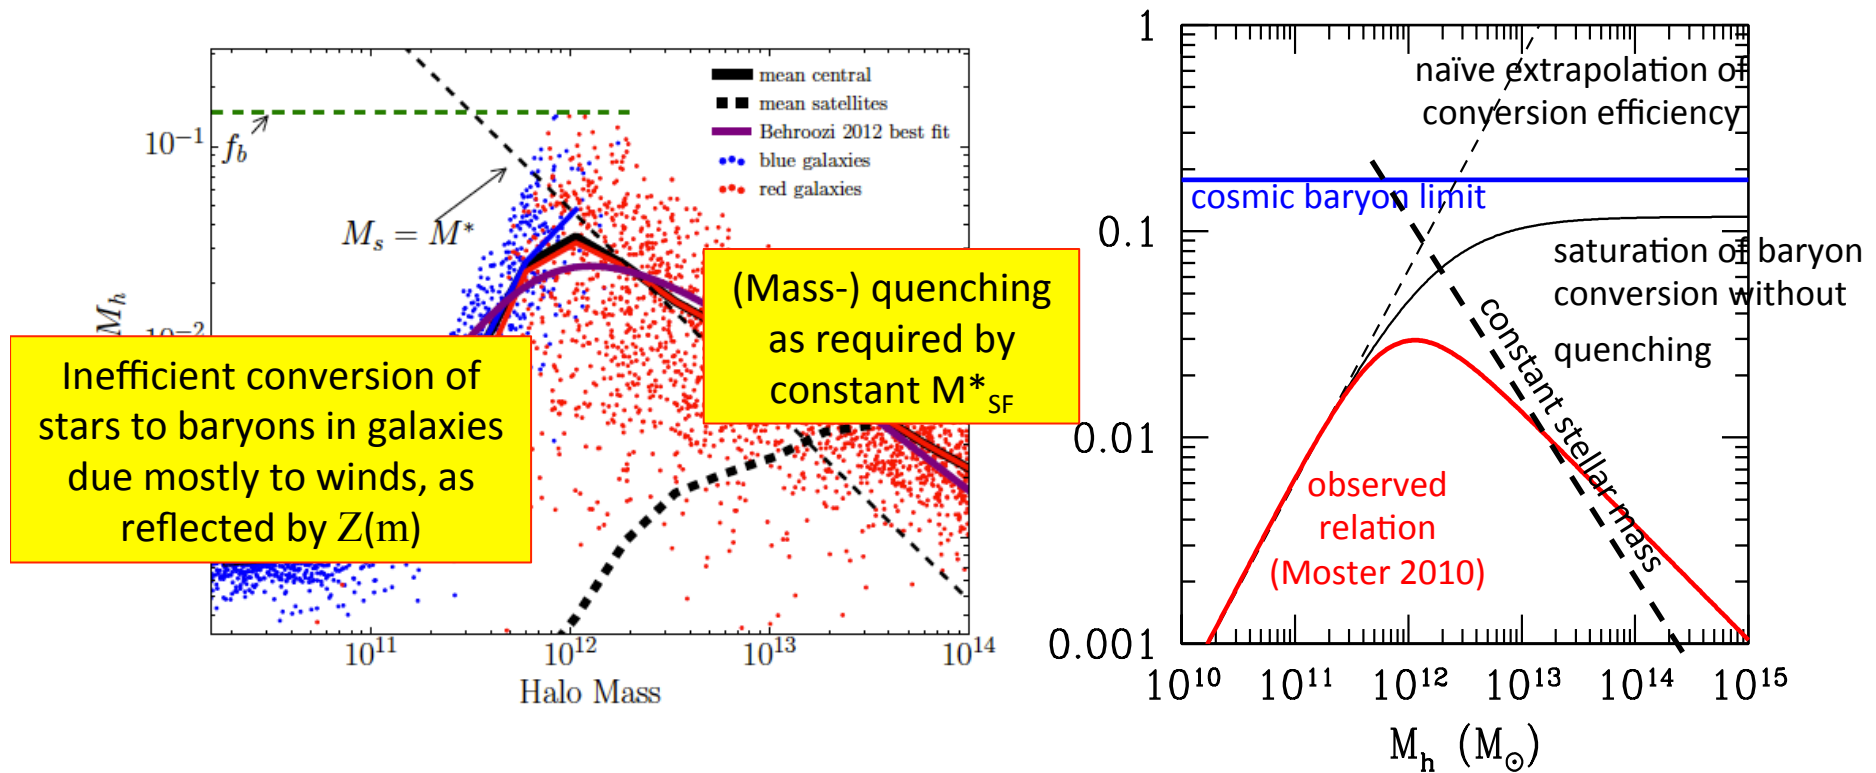 mean central
mean satellites
Behroozi 2012 best fit
blue galaxies
red galaxies
10⁻¹
f_b
M_s = M*
M_h
Inefficient conversion of
stars to baryons in galaxies
due mostly to winds, as
reflected by Z(m)
(Mass-) quenching
as required by
constant M*_SF
10¹¹
10¹²
10¹³
10¹⁴
Halo Mass
1
naïve extrapolation of
conversion efficiency
cosmic baryon limit
0.1
saturation of baryon
conversion without
quenching
constant stellar mass
0.01
observed
relation
(Moster 2010)
0.001
10¹⁰
10¹¹
10¹²
10¹³
10¹⁴
10¹⁵
M_h (M_⊙)